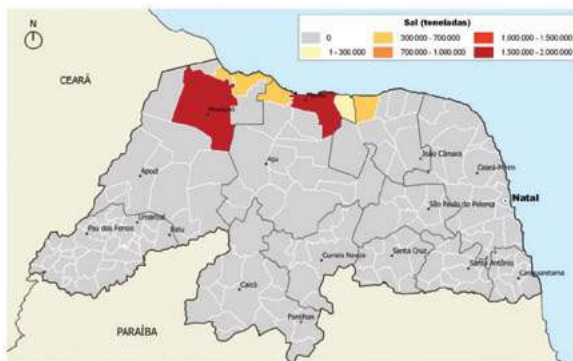 Sal (toneladas)
0
1 - 300 000
300 000 - 700 000
700 000 - 1 000 000
1 000 000 - 1 500 000
1 500 000 - 2 000 000
N
CEARÁ
Mossoró
Macau
João Câmara
Ceará-Mirim
Açu
Apodi
Natal
São Paulo do Potengi
Umarizal
Pau dos Ferros
Patu
Currais Novos
Santa Cruz
Santo Antônio
Canguaretama
Caicó
Parelhas
PARAÍBA